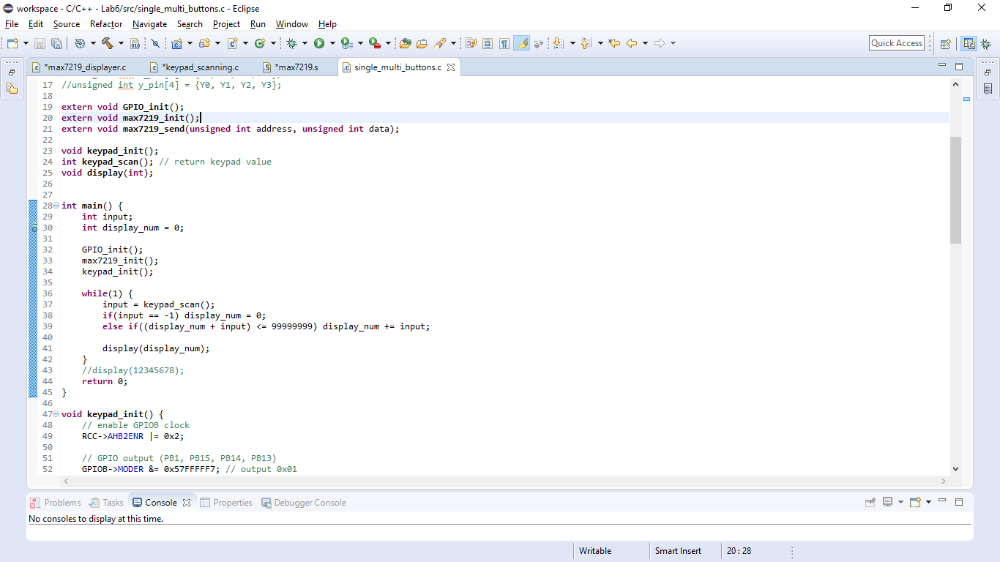 workspace - C/C++ - Lab6/src/single_multi_buttons.c - Eclipse
File Edit Source Refactor Navigate Search Project Run Window Help
Quick Access
*max7219_displayer.c *keypad_scanning.c *max7219.s single_multi_buttons.c
17 //unsigned int y_pin[4] = {Y0, Y1, Y2, Y3};
18
19 extern void GPIO_init();
20 extern void max7219_init();
21 extern void max7219_send(unsigned int address, unsigned int data);
22
23 void keypad_init();
24 int keypad_scan(); // return keypad value
25 void display(int);
26
27
28 int main() {
29     int input;
30     int display_num = 0;
31
32     GPIO_init();
33     max7219_init();
34     keypad_init();
35
36     while(1) {
37         input = keypad_scan();
38         if(input == -1) display_num = 0;
39         else if((display_num + input) <= 99999999) display_num += input;
40
41         display(display_num);
42     }
43     //display(12345678);
44     return 0;
45 }
46
47 void keypad_init() {
48     // enable GPIOB clock
49     RCC->AHB2ENR |= 0x2;
50
51     // GPIO output (PB1, PB15, PB14, PB13)
52     GPIOB->MODER &= 0x57FFFFF7; // output 0x01
Problems Tasks Console Properties Debugger Console
No consoles to display at this time.
Writable Smart Insert 20 : 28